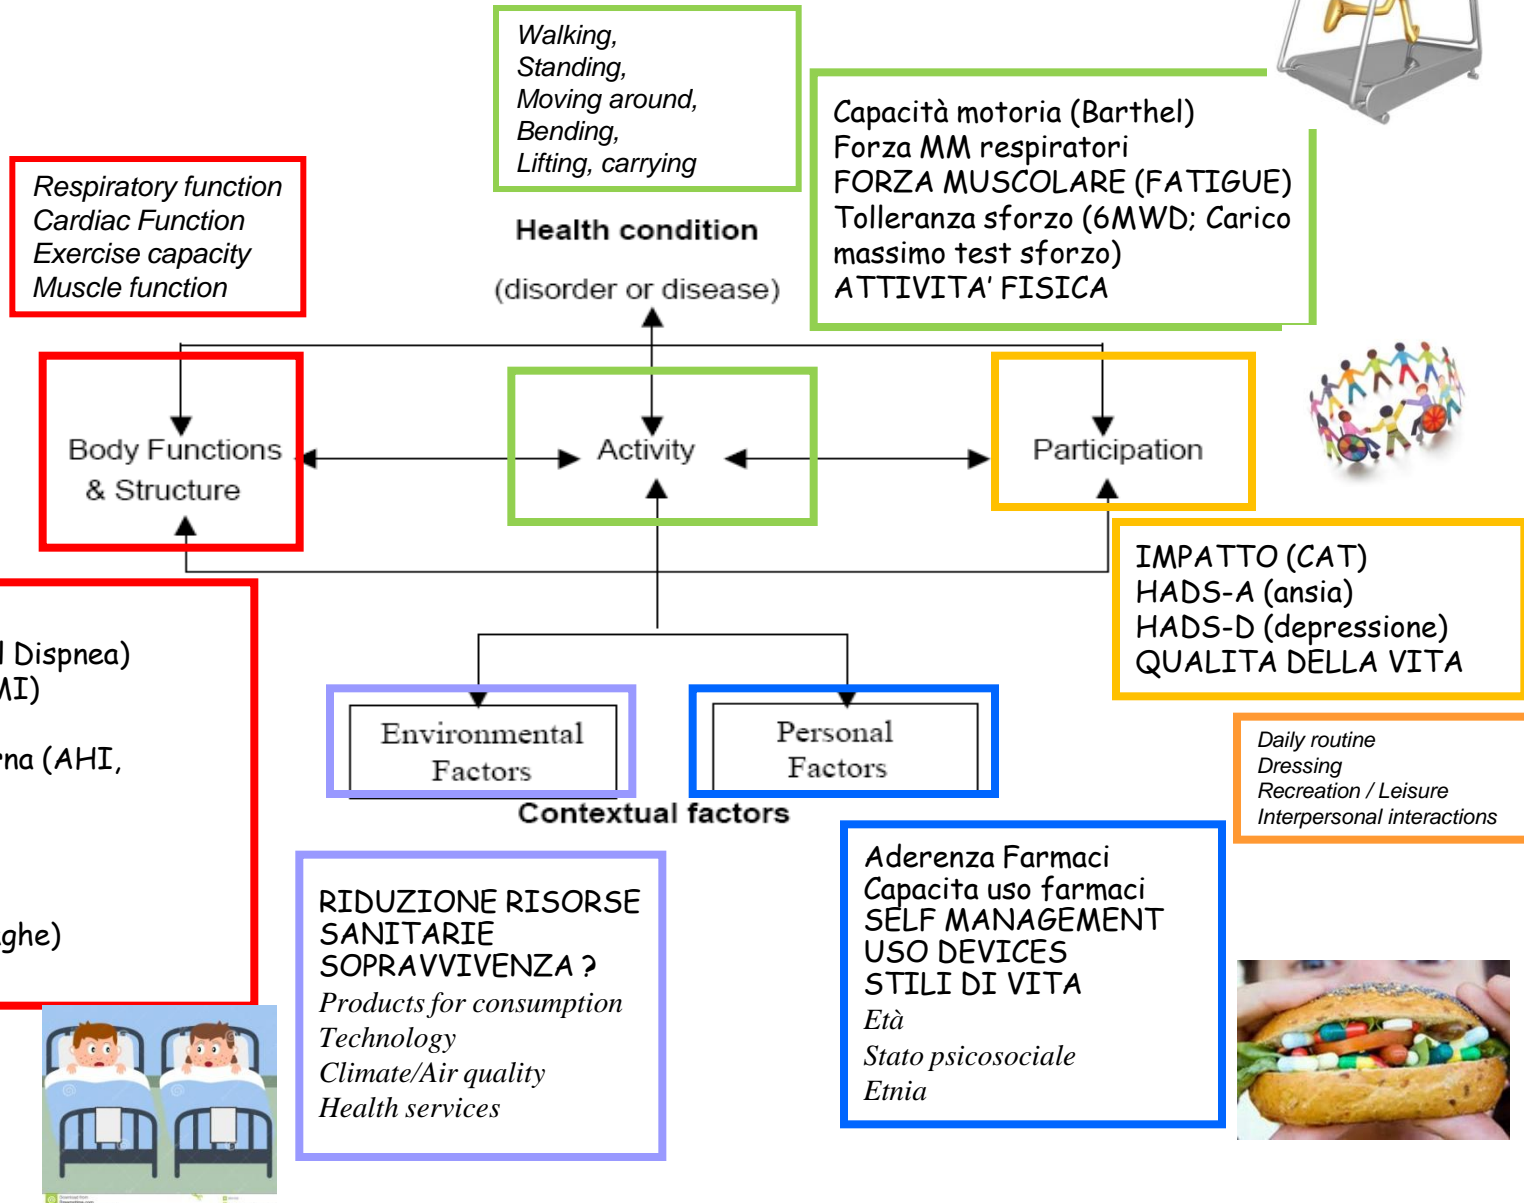 Walking,
Standing,
Moving around,
Bending,
Lifting, carrying
Capacità motoria (Barthel)
Forza MM respiratori
FORZA MUSCOLARE (FATIGUE)
Tolleranza sforzo (6MWD; Carico
massimo test sforzo)
ATTIVITA' FISICA
Respiratory function
Cardiac Function
Exercise capacity
Muscle function
Health condition
(disorder or disease)
Body Functions
& Structure
Activity
Participation
IMPATTO (CAT)
HADS-A (ansia)
HADS-D (depressione)
QUALITA DELLA VITA
Dispnea)
(AHI,
Environmental
Factors
Personal
Factors
Contextual factors
Daily routine
Dressing
Recreation / Leisure
Interpersonal interactions
RIDUZIONE RISORSE
SANITARIE
SOPRAVVIVENZA ?
Products for consumption
Technology
Climate/Air quality
Health services
Aderenza Farmaci
Capacita uso farmaci
SELF MANAGEMENT
USO DEVICES
STILI DI VITA
Età
Stato psicosociale
Etnia